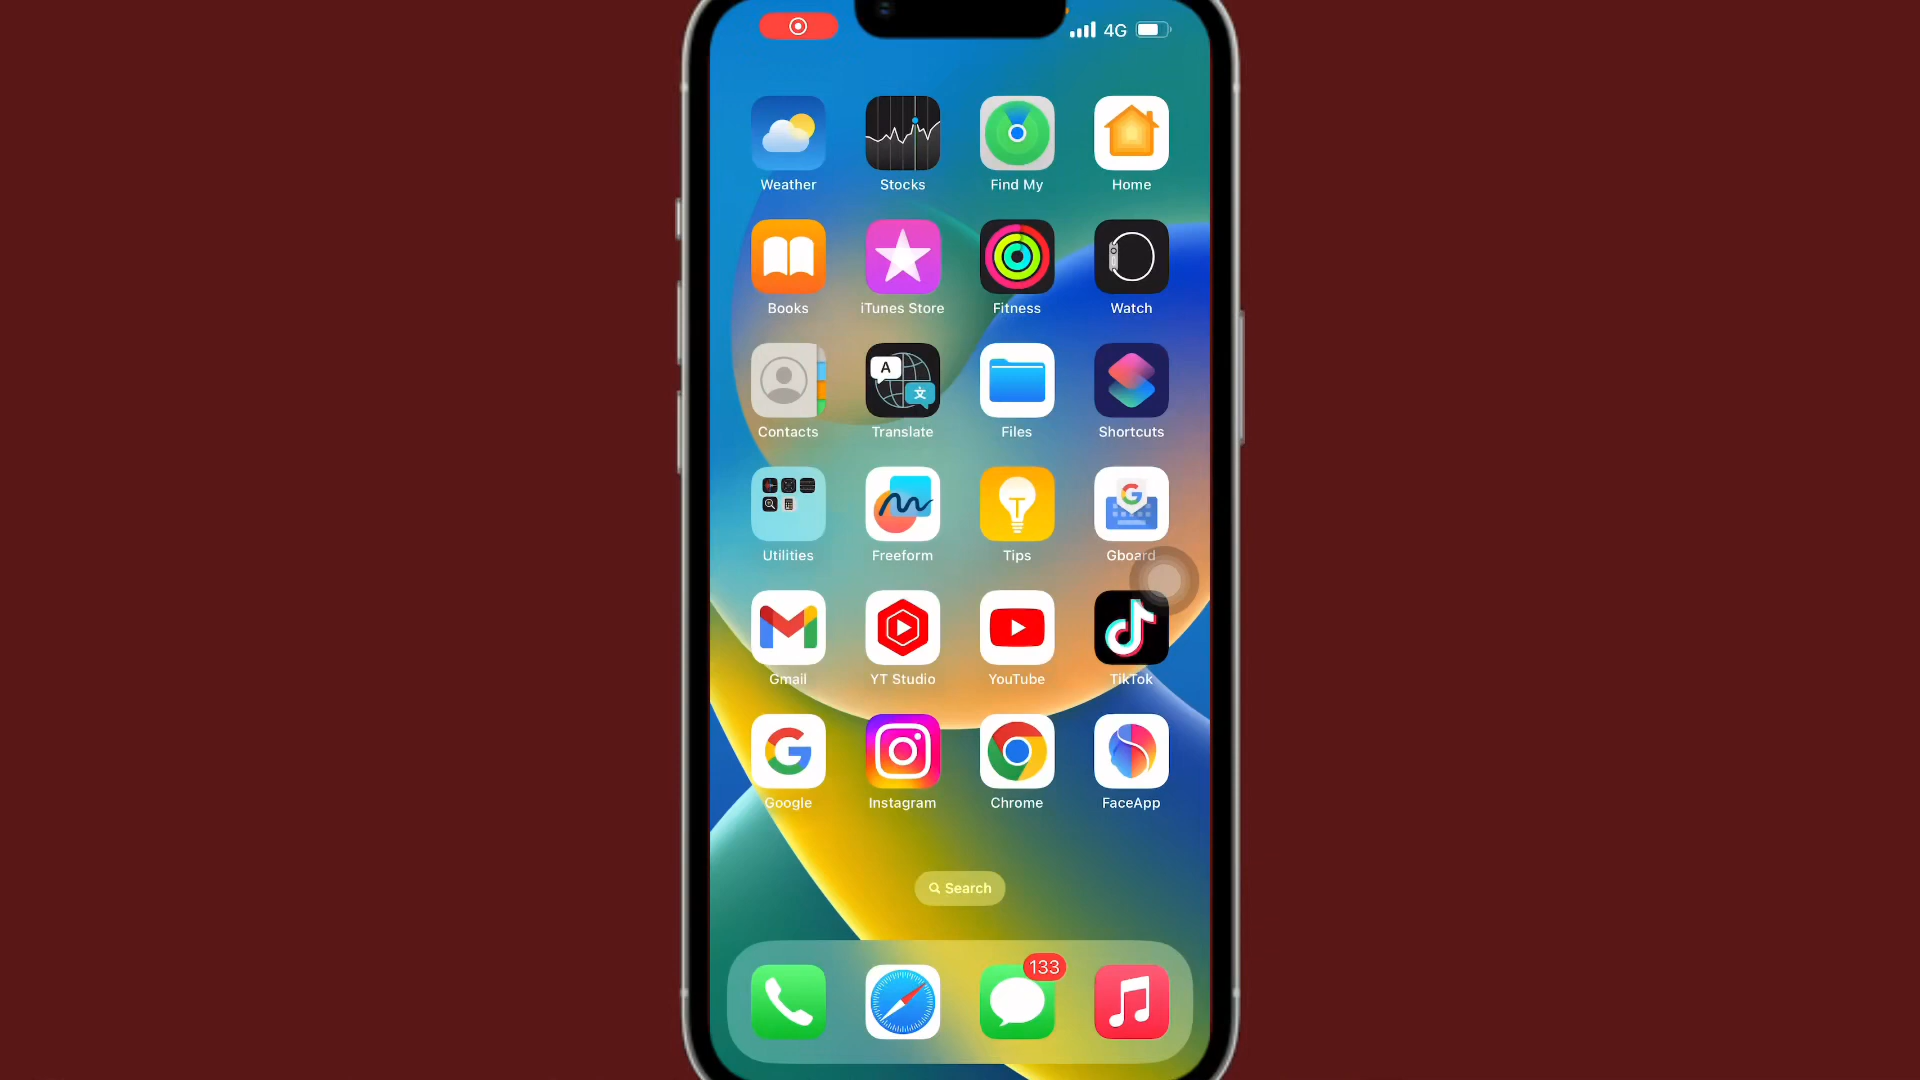 4G
Weather Stocks Find My Home
Books iTunes Store Fitness Watch
A
文
Contacts Translate Files Shortcuts
Utilities Freeform Tips Gboard
Gmail YT Studio YouTube TikTok
Google Instagram Chrome FaceApp
Search
133